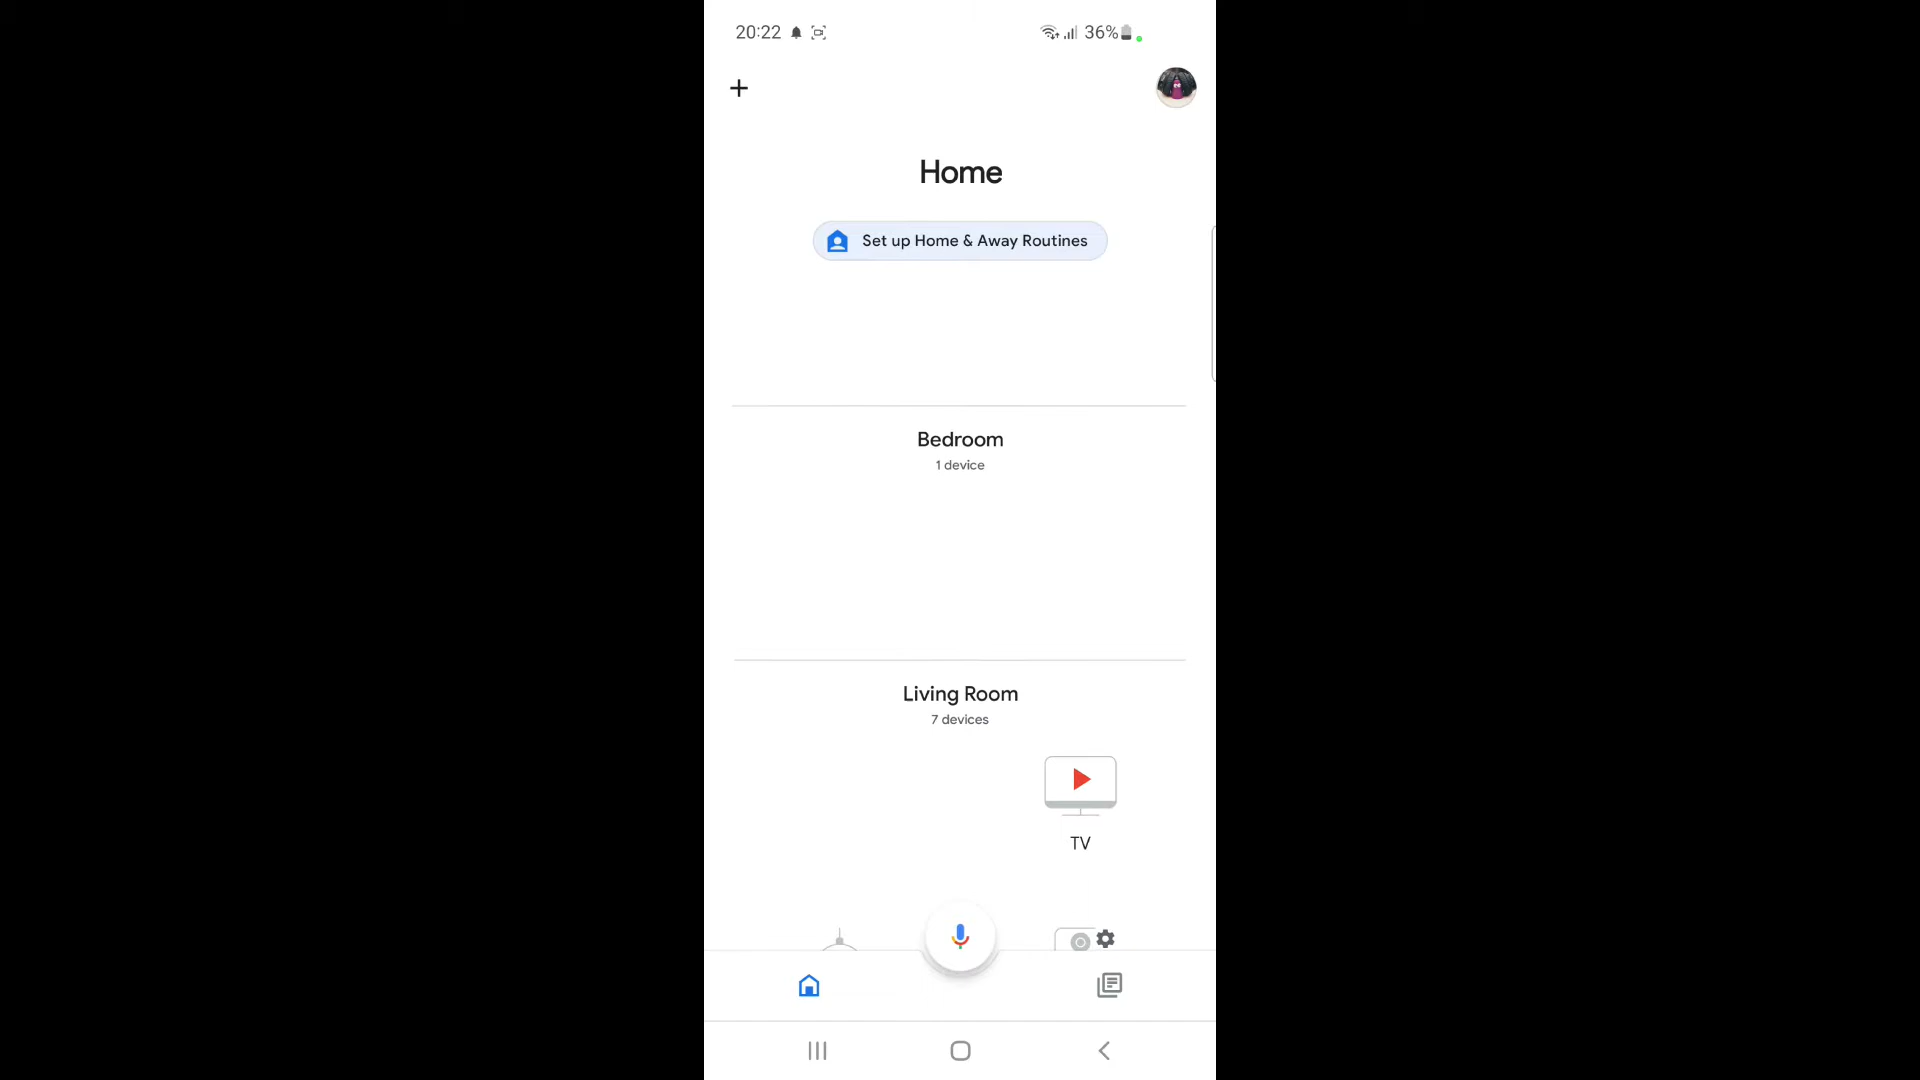 20:22
36%
Home
Set up Home & Away Routines
Bedroom
1 device
Living Room
7 devices
TV